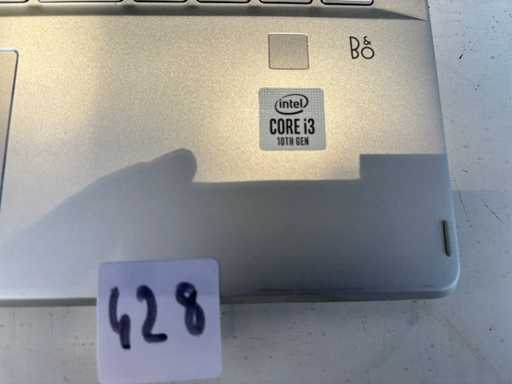 B&O
intel
CORE i3
10TH GEN
428